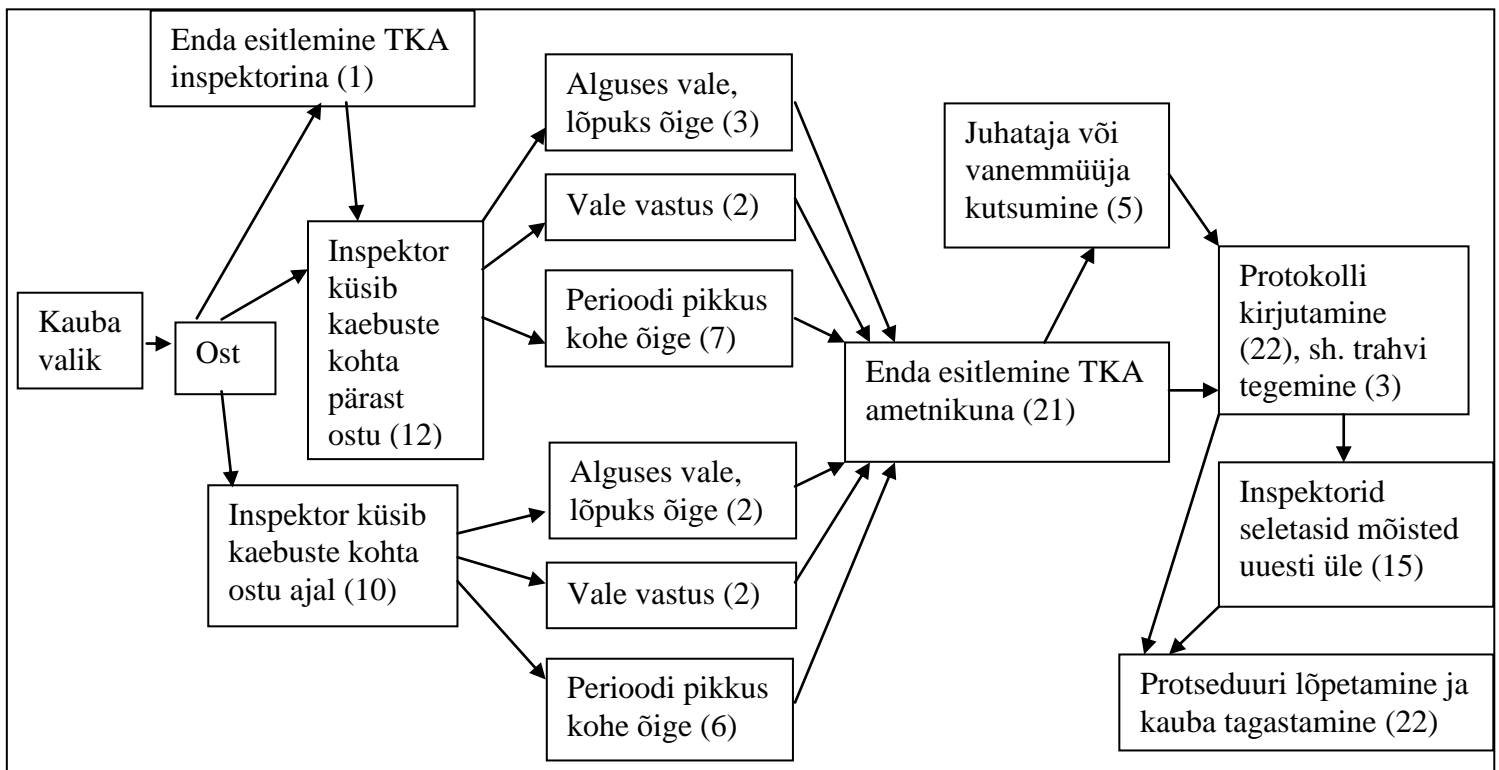 Enda esitlemine TKA
inspektorina (1)
Kauba
valik
Ost
Inspektor
küsib
kaebuste
kohta
pärast
ostu (12)
Inspektor küsib
kaebuste kohta
ostu ajal (10)
Alguses vale,
lõpuks õige (3)
Vale vastus (2)
Perioodi pikkus
kohe õige (7)
Alguses vale,
lõpuks õige (2)
Vale vastus (2)
Perioodi pikkus
kohe õige (6)
Enda esitlemine TKA
ametnikuna (21)
Juhataja või
vanemmüüja
kutsumine (5)
Protokolli
kirjutamine
(22), sh. trahvi
tegemine (3)
Inspektorid
seletasid mõisted
uuesti üle (15)
Protseduuri lõpetamine ja
kauba tagastamine (22)